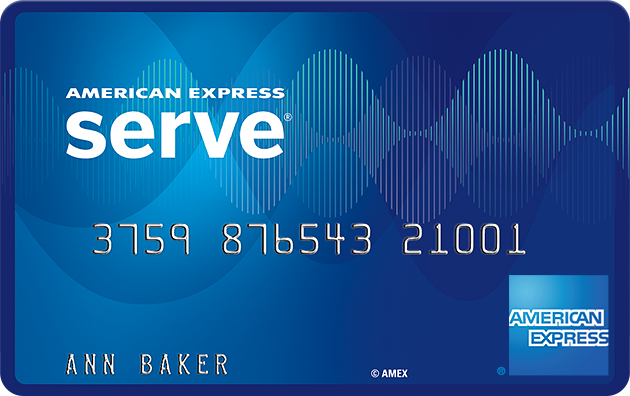 AMERICAN EXPRESS
serve®
3759 876543 21001
AMERICAN
EXPRESS
®
ANN BAKER
© AMEX